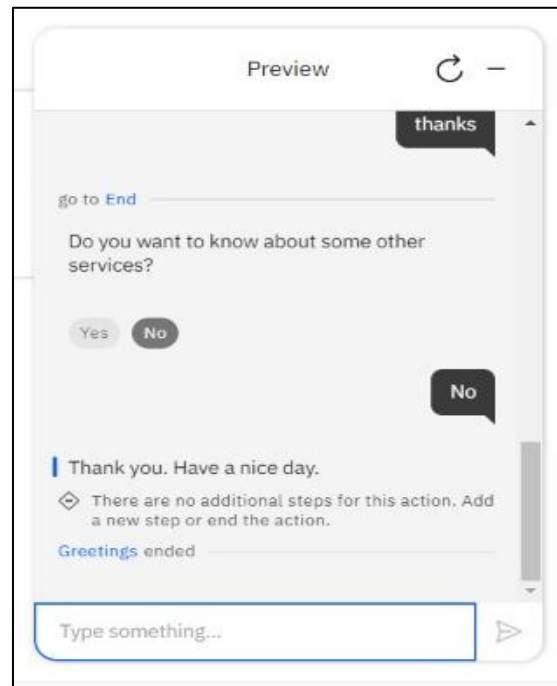 Preview
thanks
go to End
Do you want to know about some other
services?
Yes No
No
Thank you. Have a nice day.
There are no additional steps for this action. Add
a new step or end the action.
Greetings ended
Type something...